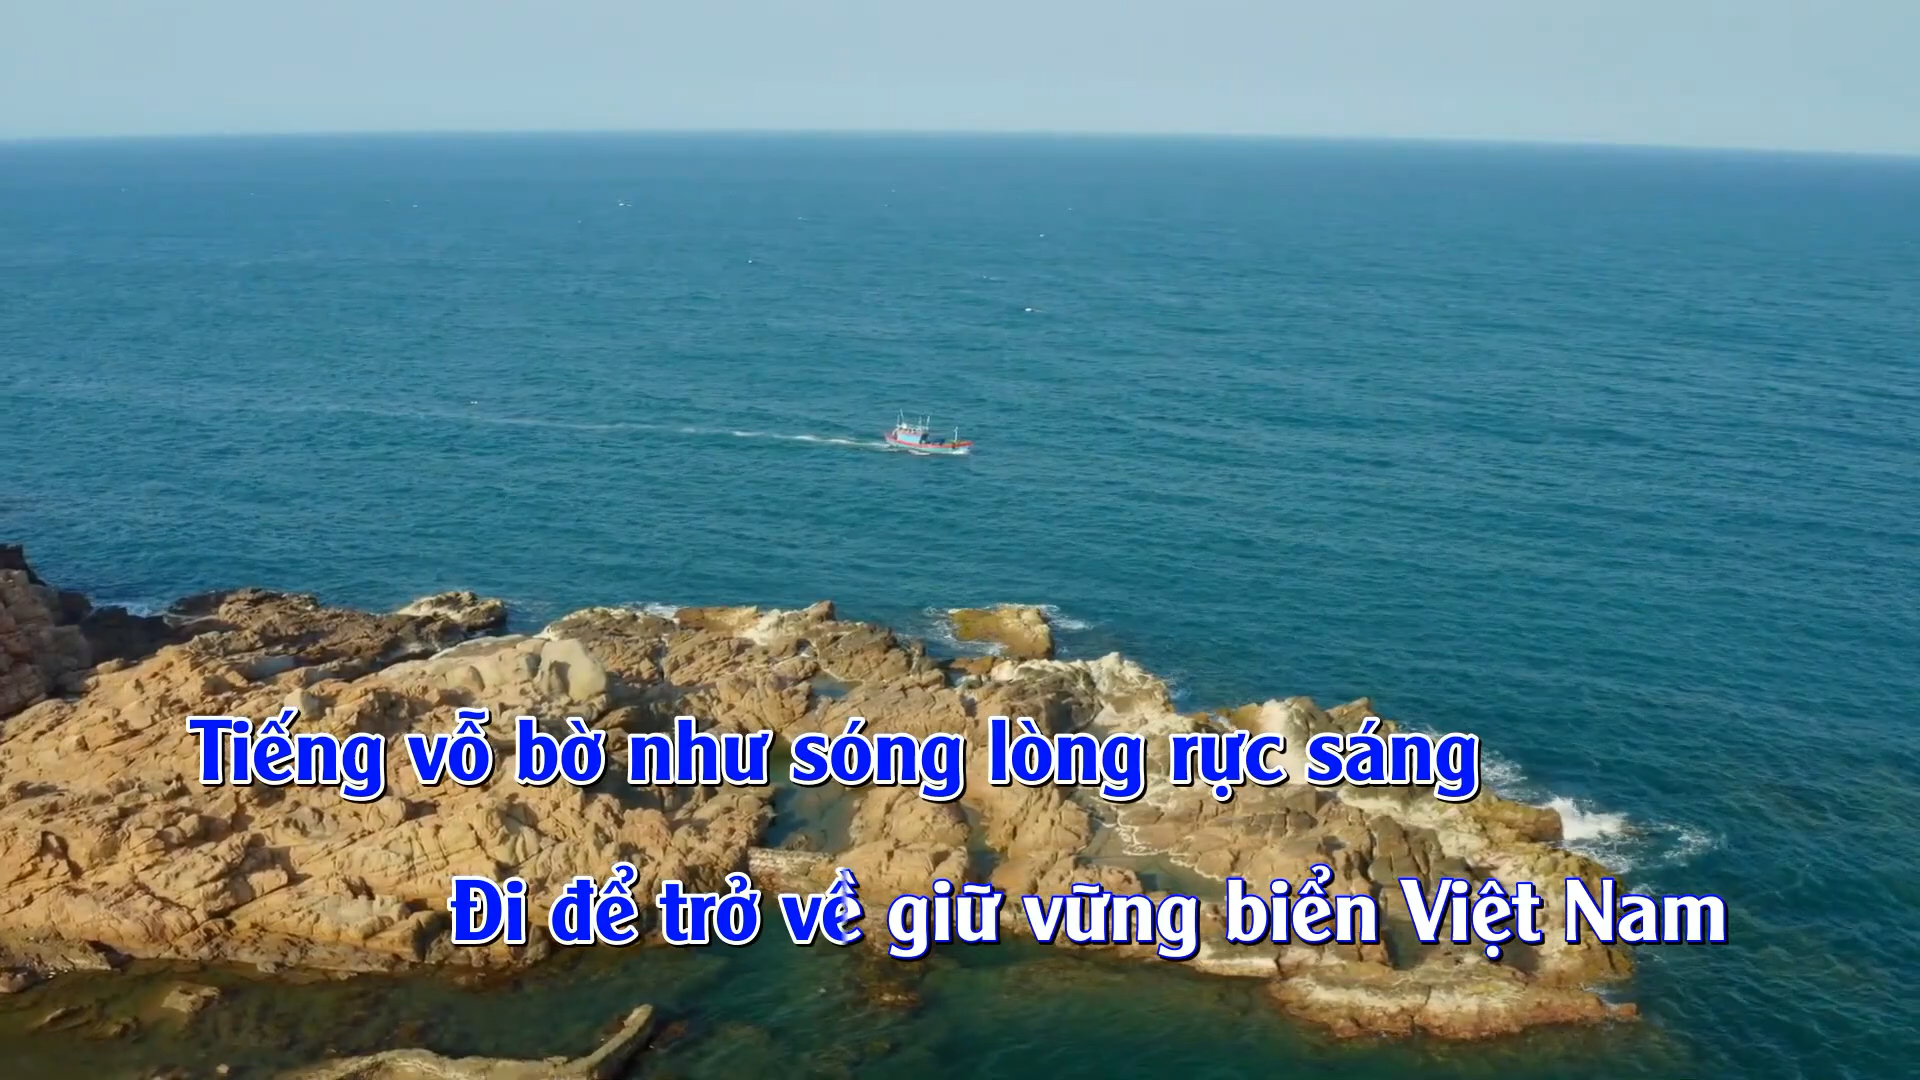 Tiếng vỗ bờ như sóng lòng rực sáng
Đi để trở về giữ vững biển Việt Nam